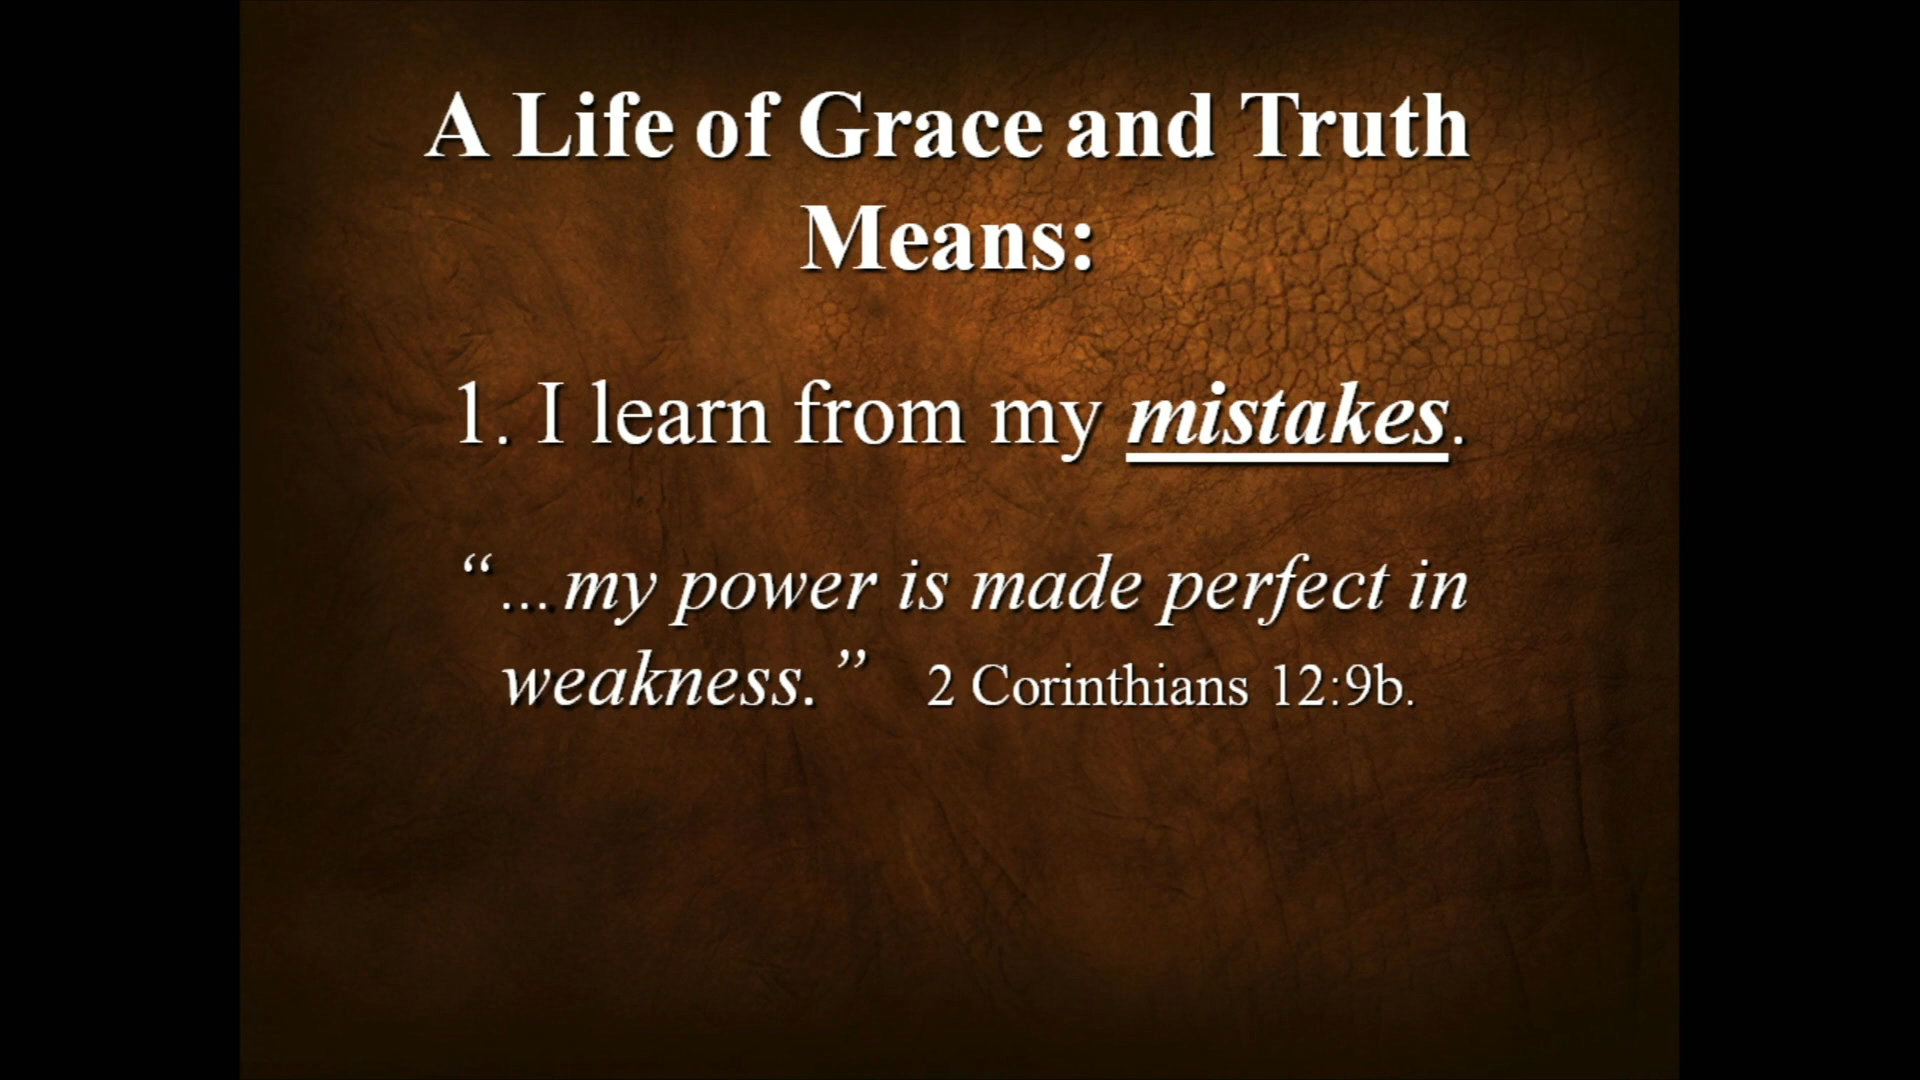 A Life of Grace and Truth
Means:
1. I learn from my mistakes.
“…my power is made perfect in
weakness.” 2 Corinthians 12:9b.